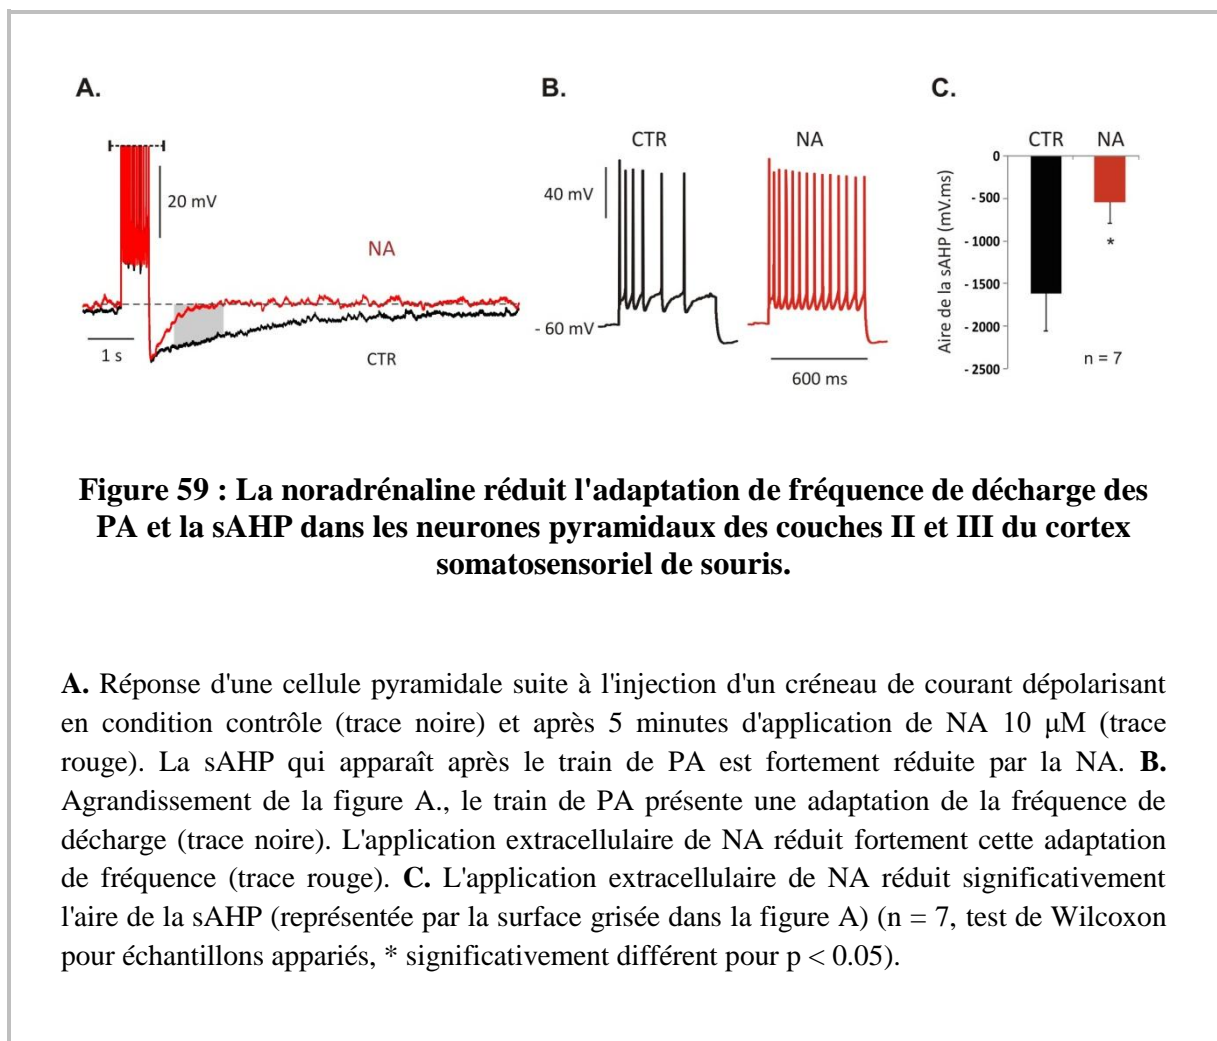 A.
B.
C.
CTR
NA
CTR
NA
20 mV
40 mV
NA
- 60 mV
1 s
CTR
600 ms
Aire de la sAHP (mV.ms)
0
- 500
- 1000
- 1500
- 2000
- 2500
*
n = 7
Figure 59 : La noradrénaline réduit l'adaptation de fréquence de décharge des
PA et la sAHP dans les neurones pyramidaux des couches II et III du cortex
somatosensoriel de souris.
A. Réponse d'une cellule pyramidale suite à l'injection d'un créneau de courant dépolarisant
en condition contrôle (trace noire) et après 5 minutes d'application de NA 10 μM (trace
rouge). La sAHP qui apparaît après le train de PA est fortement réduite par la NA. B.
Agrandissement de la figure A., le train de PA présente une adaptation de la fréquence de
décharge (trace noire). L'application extracellulaire de NA réduit fortement cette adaptation
de fréquence (trace rouge). C. L'application extracellulaire de NA réduit significativement
l'aire de la sAHP (représentée par la surface grisée dans la figure A) (n = 7, test de Wilcoxon
pour échantillons appariés, * significativement différent pour p < 0.05).